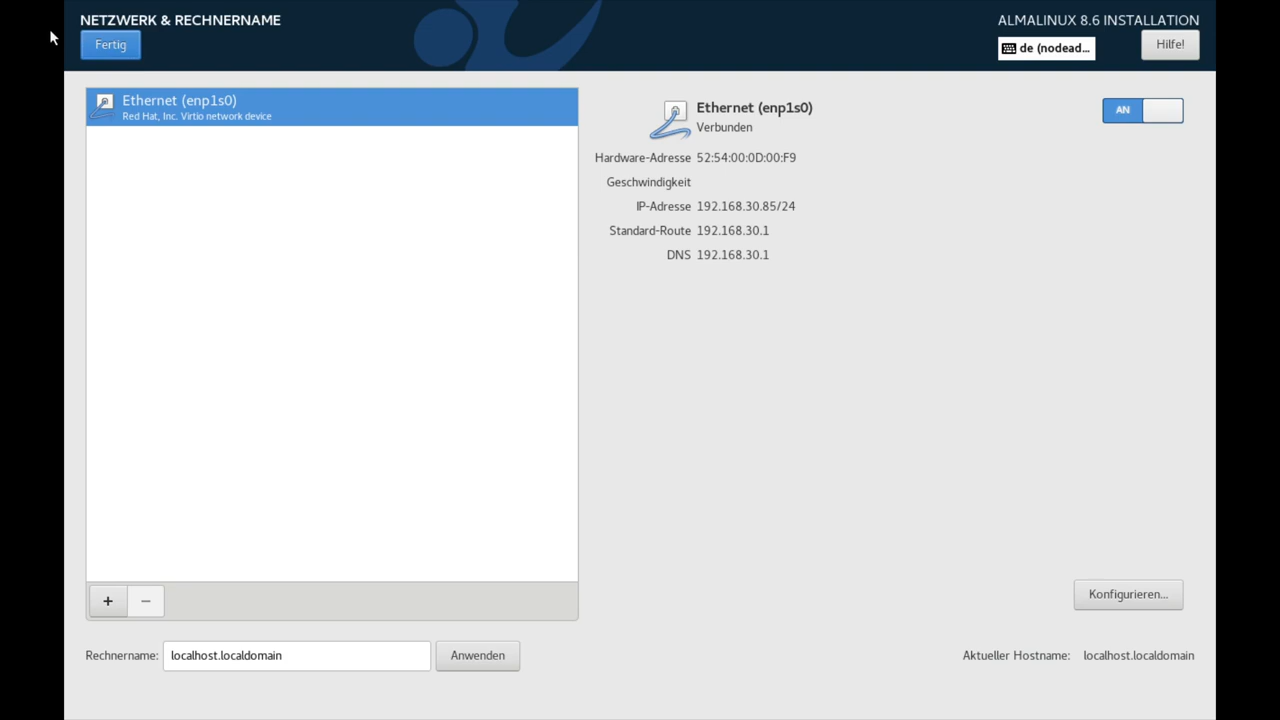 NETZWERK & RECHNERNAME
Fertig
ALMALINUX 8.6 INSTALLATION
de (nodead...
Hilfe!
Ethernet (enp1s0)
Red Hat, Inc. Virtio network device
Ethernet (enp1s0)
Verbunden
AN
Hardware-Adresse 52:54:00:0D:00:F9
Geschwindigkeit
IP-Adresse 192.168.30.85/24
Standard-Route 192.168.30.1
DNS 192.168.30.1
+ −
Konfigurieren...
Rechnername: localhost.localdomain Anwenden
Aktueller Hostname: localhost.localdomain